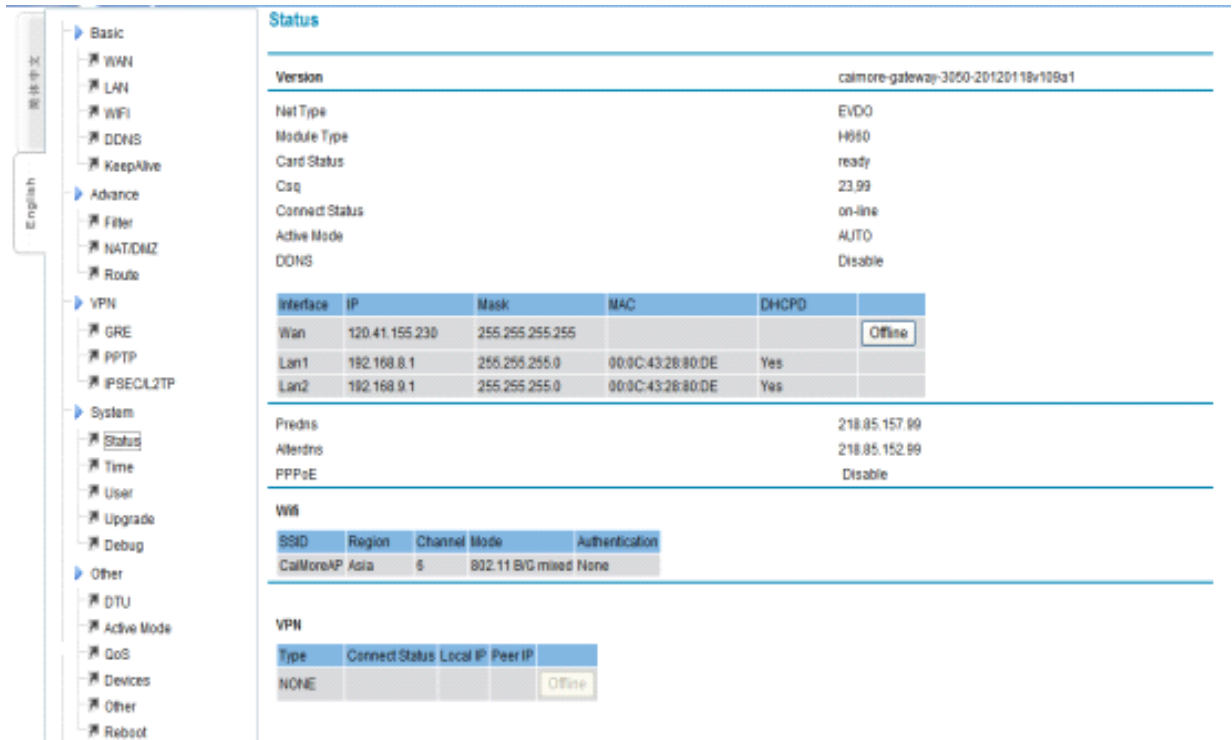 简体中文
English
Basic
WAN
LAN
WIFI
DDNS
KeepAlive
Advance
Filter
NAT/DMZ
Route
VPN
GRE
PPTP
IPSEC/L2TP
System
Status
Time
User
Upgrade
Debug
Other
DTU
Active Mode
QoS
Devices
Other
Reboot
Status
Version caimore-gateway-3050-20120118v109a1
Net Type EVDO
Module Type H660
Card Status ready
Csq 23,99
Connect Status on-line
Active Mode AUTO
DDNS Disable
Interface IP Mask MAC DHCPD
Wan 120.41.155.230 255.255.255.255 Offline
Lan1 192.168.8.1 255.255.255.0 00:0C:43:28:80:DE Yes
Lan2 192.168.9.1 255.255.255.0 00:0C:43:28:80:DE Yes
Predns 218.85.157.99
Alterdns 218.85.152.99
PPPoE Disable
Wifi
SSID Region Channel Mode Authentication
CaiMoreAP Asia 6 802.11 B/G mixed None
VPN
Type Connect Status Local IP Peer IP
NONE Offline